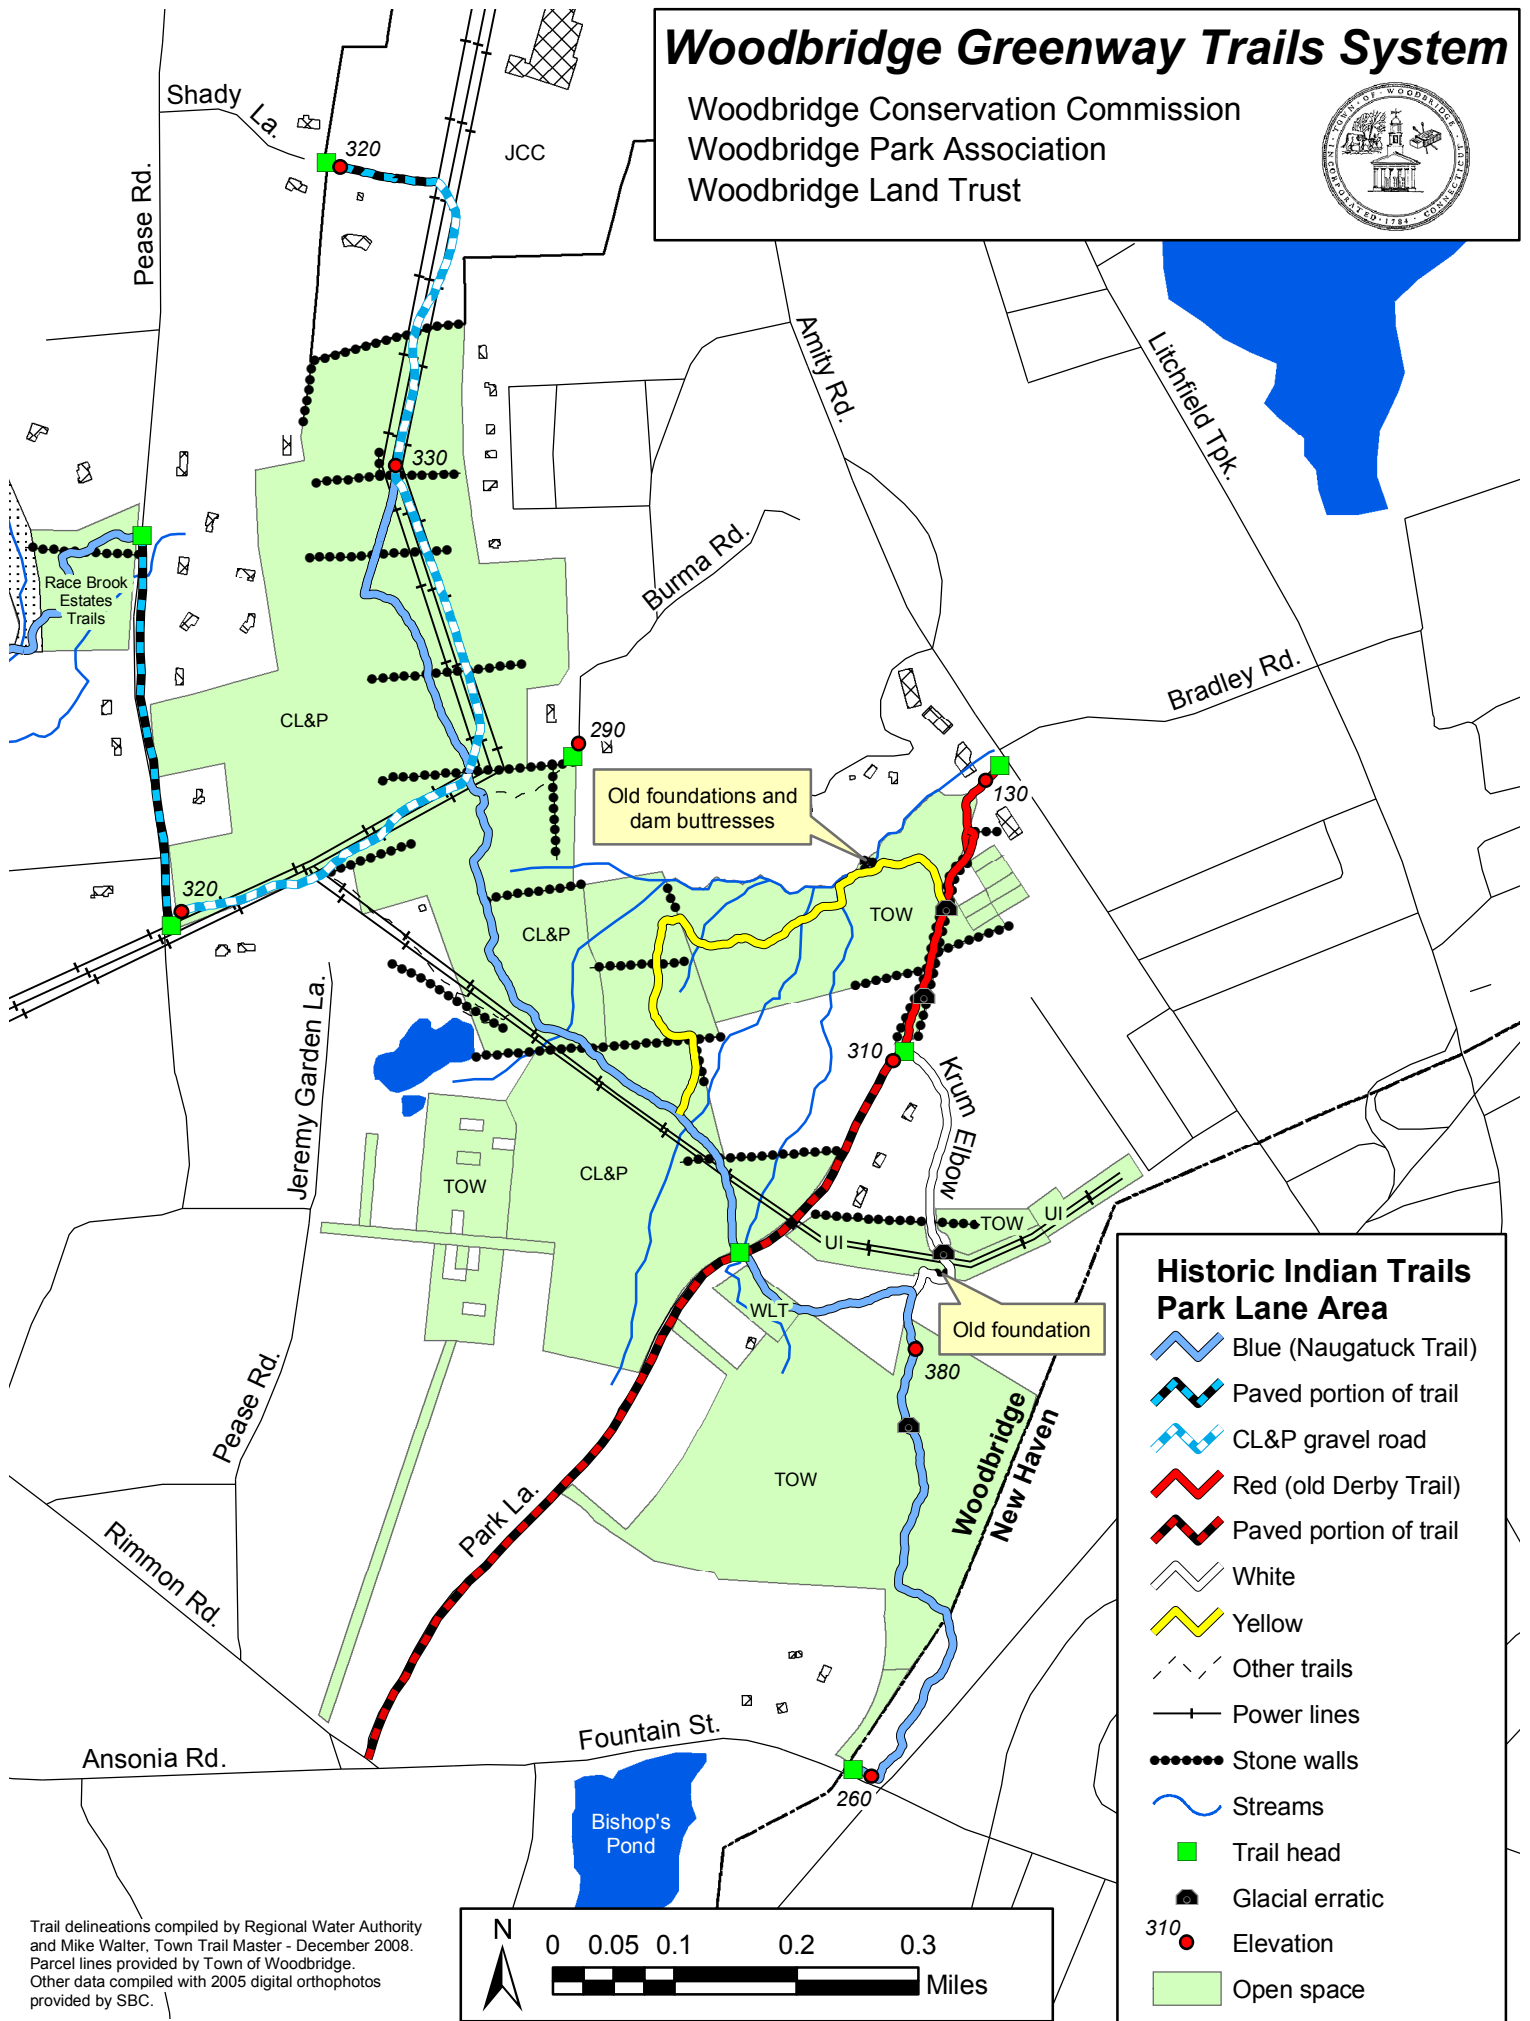 Woodbridge Greenway Trails System
Woodbridge Conservation Commission
Woodbridge Park Association
Woodbridge Land Trust
TOWN · OF · WOODBRIDGE
INCORPORATED · 1784 · CONNECTICUT
Shady La.
320
JCC
Pease Rd.
Amity Rd.
Litchfield Tpk.
330
Burma Rd.
Race Brook
Estates
Trails
Bradley Rd.
CL&P
290
Old foundations and
dam buttresses
130
320
TOW
CL&P
Jeremy Garden La.
310
Krum Elbow
CL&P
TOW
TOW
UI
UI
WLT
Old foundation
380
Pease Rd.
Woodbridge
New Haven
TOW
Park La.
Rimmon Rd.
Fountain St.
Ansonia Rd.
260
Bishop's
Pond
Historic Indian Trails
Park Lane Area
Blue (Naugatuck Trail)
Paved portion of trail
CL&P gravel road
Red (old Derby Trail)
Paved portion of trail
White
Yellow
Other trails
Power lines
Stone walls
Streams
Trail head
Glacial erratic
310 Elevation
Open space
Trail delineations compiled by Regional Water Authority
and Mike Walter, Town Trail Master - December 2008.
Parcel lines provided by Town of Woodbridge.
Other data compiled with 2005 digital orthophotos
provided by SBC.
N
0 0.05 0.1 0.2 0.3
Miles